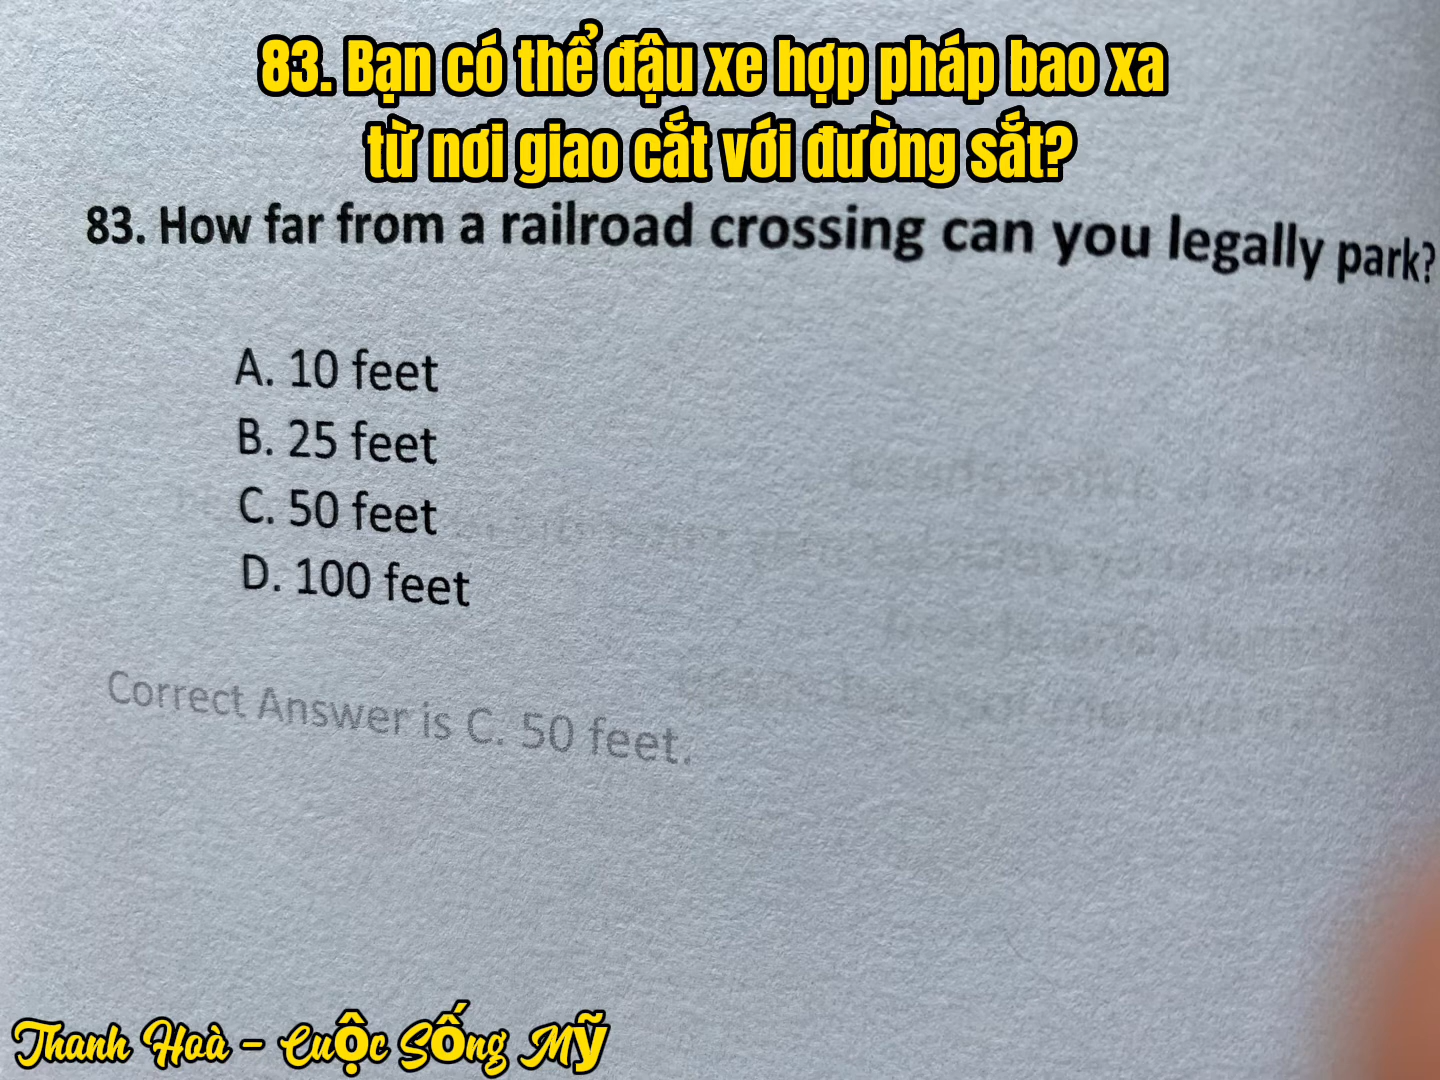 83. Bạn có thể đậu xe hợp pháp bao xa
từ nơi giao cắt với đường sắt?
83. How far from a railroad crossing can you legally park?
A. 10 feet
B. 25 feet
C. 50 feet
D. 100 feet
Correct Answer is C. 50 feet.
Thanh Hoà - Cuộc Sống Mỹ